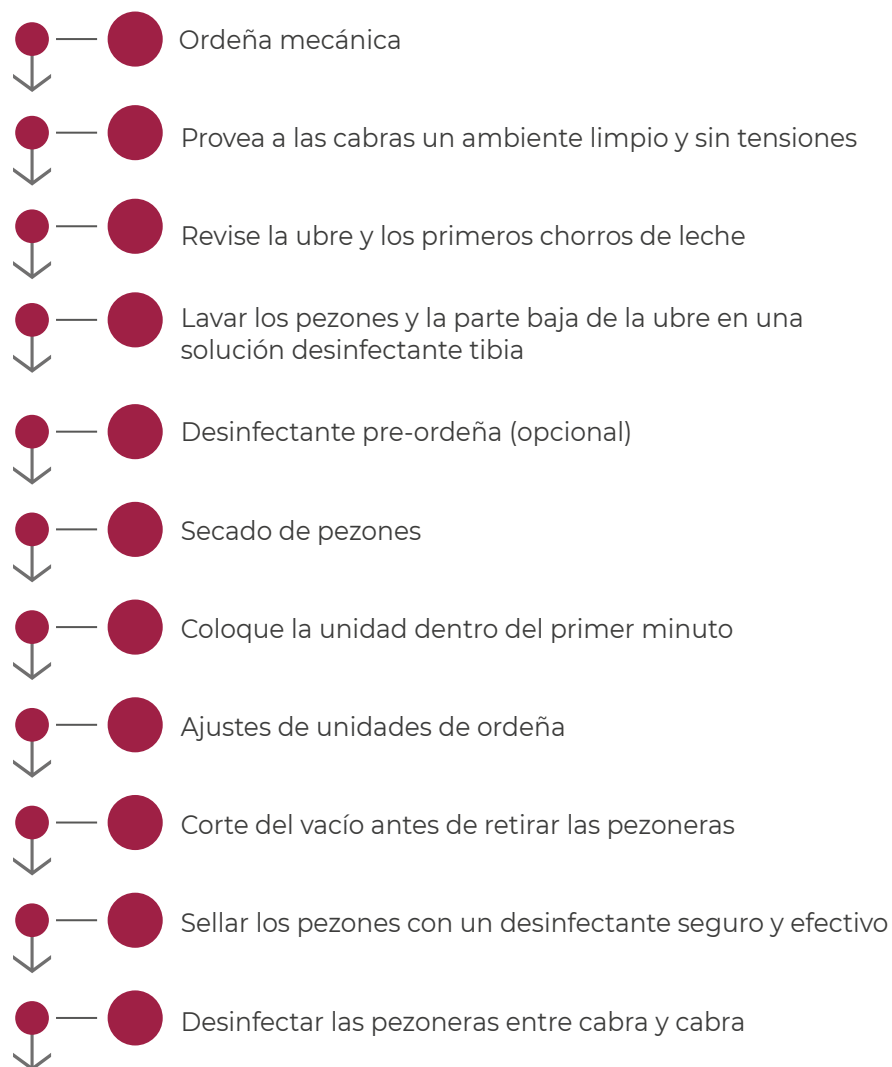 Ordeña mecánica
Provea a las cabras un ambiente limpio y sin tensiones
Revise la ubre y los primeros chorros de leche
Lavar los pezones y la parte baja de la ubre en una
solución desinfectante tibia
Desinfectante pre-ordeña (opcional)
Secado de pezones
Coloque la unidad dentro del primer minuto
Ajustes de unidades de ordeña
Corte del vacío antes de retirar las pezoneras
Sellar los pezones con un desinfectante seguro y efectivo
Desinfectar las pezoneras entre cabra y cabra